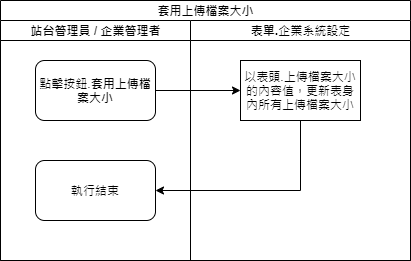 套用上傳檔案大小
站台管理員 / 企業管理者
表單.企業系統設定
點擊按鈕.套用上傳檔
案大小
以表頭.上傳檔案大小
的內容值，更新表身
內所有上傳檔案大小
執行結束